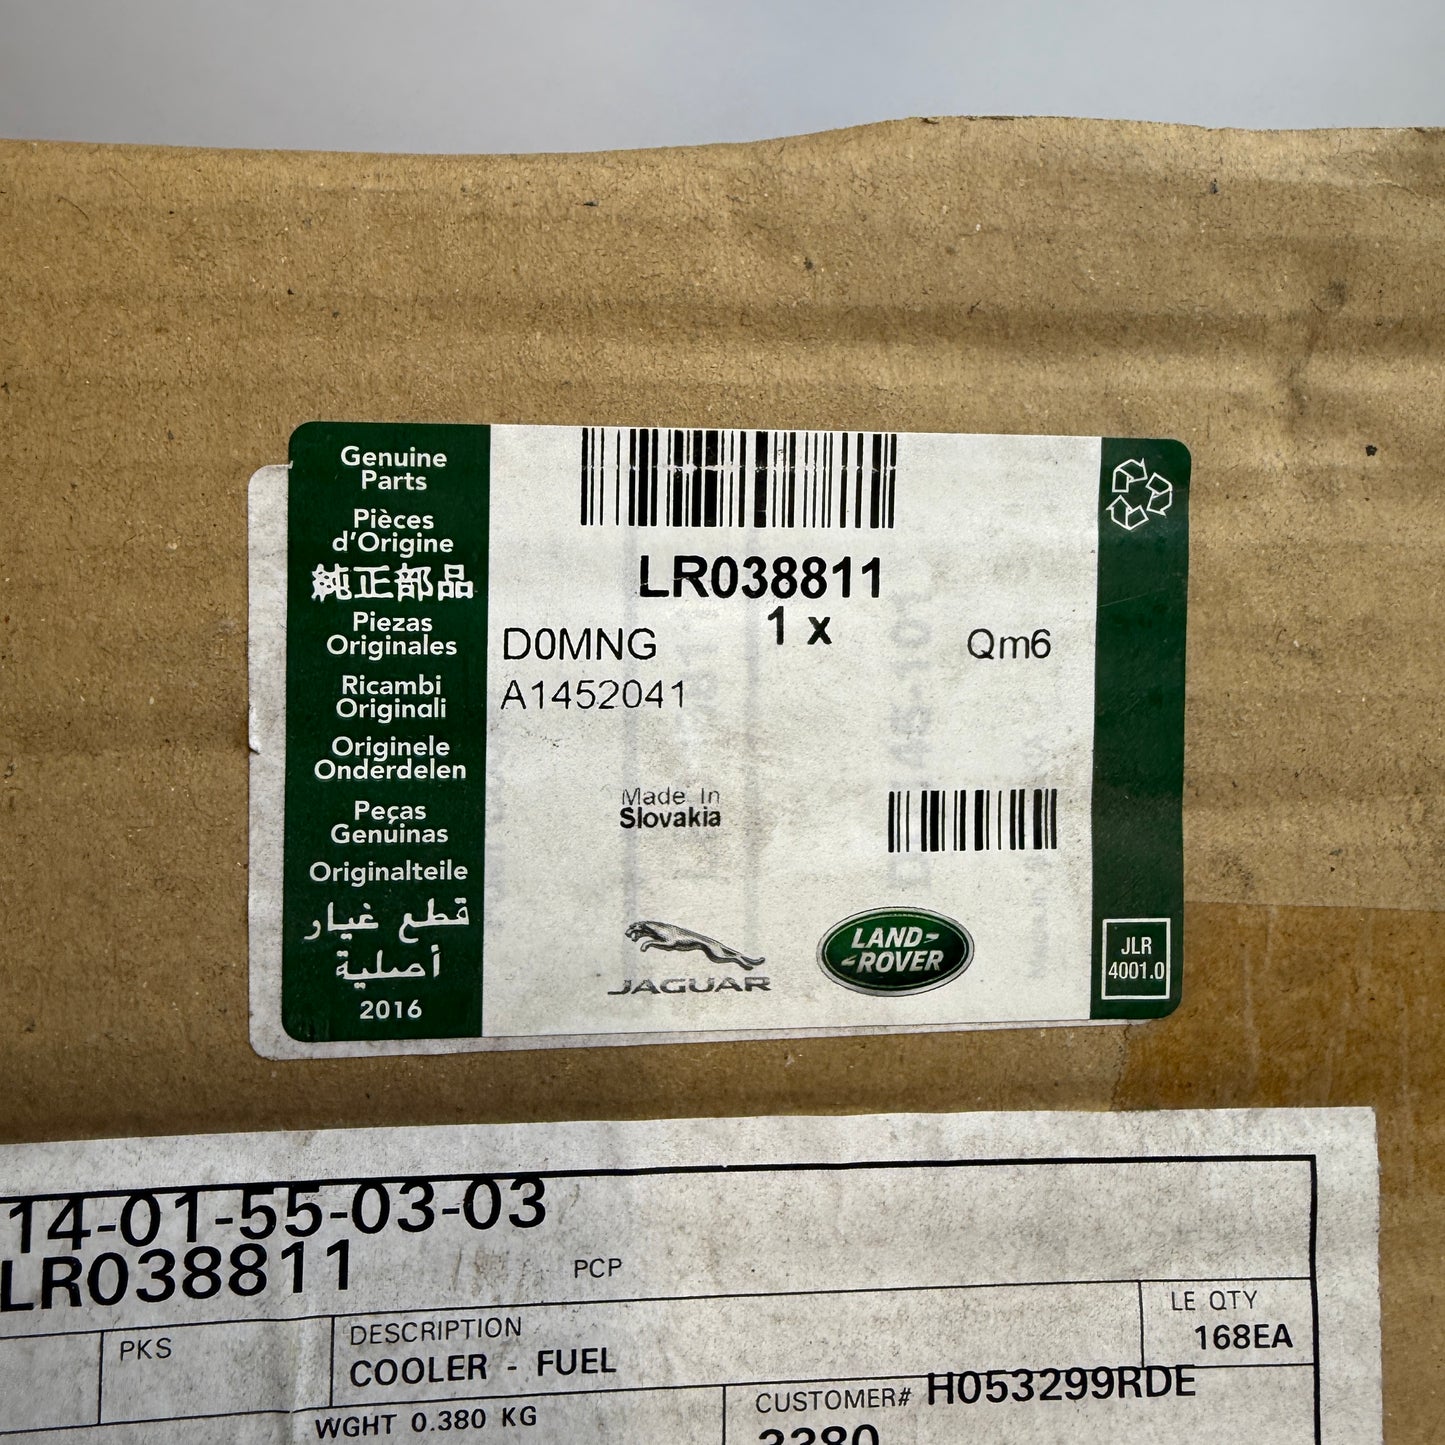 Genuine
Parts
Pièces
d'Origine
純正部品
Piezas
Originales
Ricambi
Originali
Originele
Onderdelen
Peças
Genuinas
Originalteile
قطع غيار
أصلية
2016
LR038811
1 x
D0MNG
Qm6
A1452041
Made In
Slovakia
JAGUAR
LAND-
-ROVER
JLR
4001.0
14-01-55-03-03
LR038811
PCP
LE QTY
168EA
PKS
DESCRIPTION
COOLER - FUEL
WGHT 0.380 KG
CUSTOMER# H053299RDE